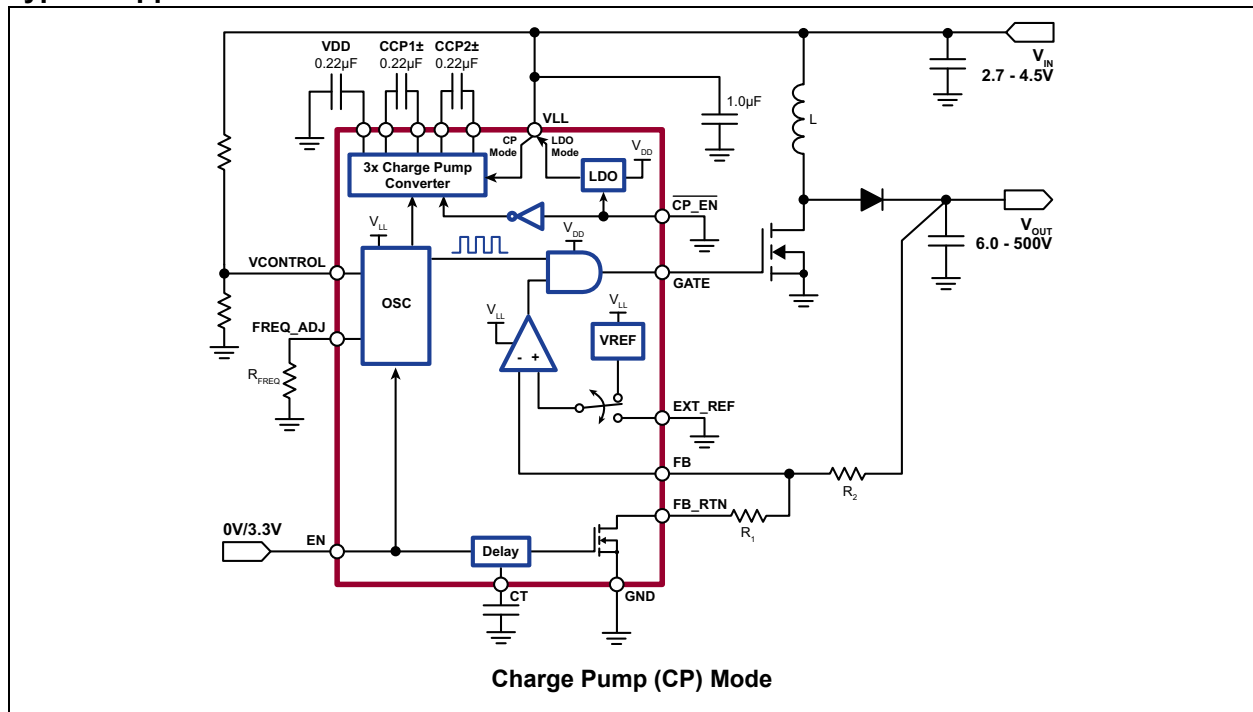 VDD
0.22µF
CCP1±
0.22µF
CCP2±
0.22µF
V_IN
2.7 - 4.5V
1.0µF
L
VLL
CP
Mode
LDO
Mode
V_DD
3x Charge Pump
Converter
LDO
CP_EN
V_OUT
6.0 - 500V
V_LL
V_DD
VCONTROL
GATE
OSC
V_LL
V_LL
FREQ_ADJ
VREF
- +
R_FREQ
EXT_REF
FB
R_2
FB_RTN
R_1
0V/3.3V
EN
Delay
CT
GND
Charge Pump (CP) Mode